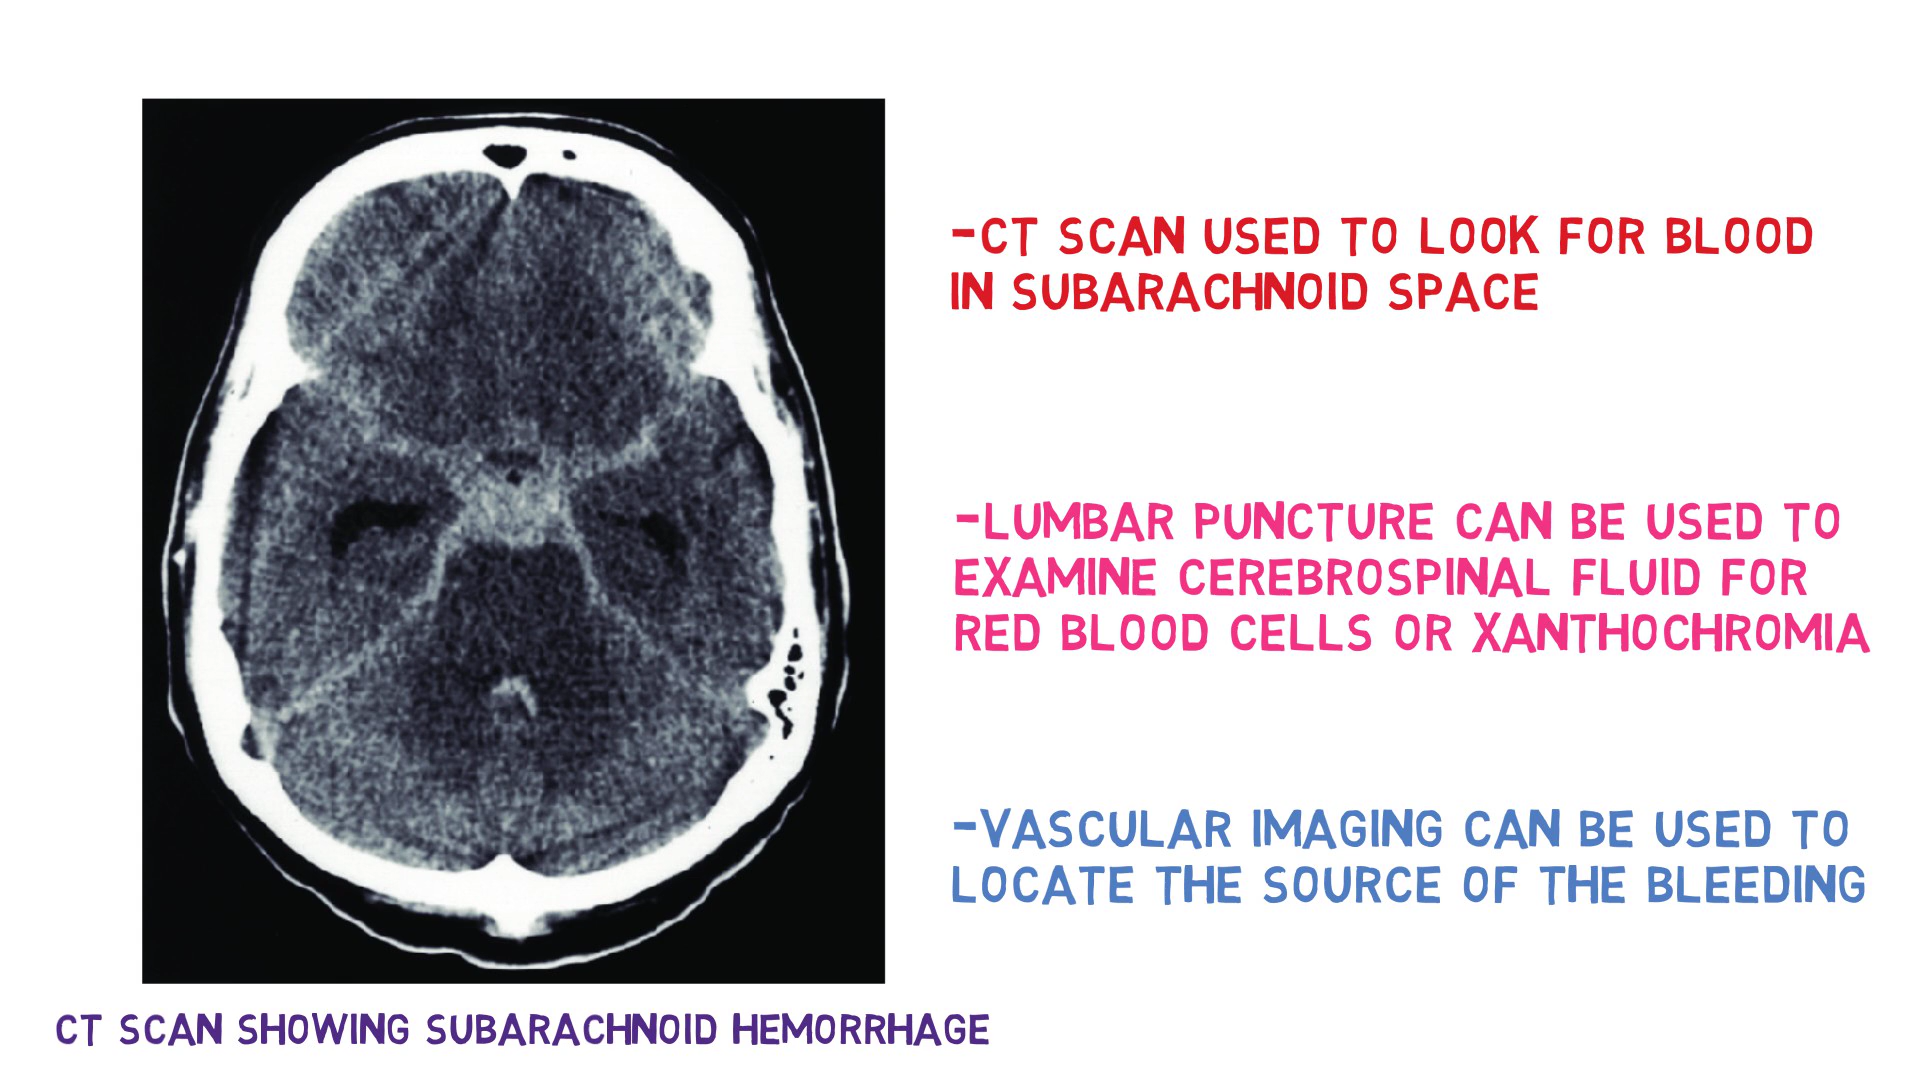 -CT SCAN USED TO LOOK FOR BLOOD
IN SUBARACHNOID SPACE
-LUMBAR PUNCTURE CAN BE USED TO
EXAMINE CEREBROSPINAL FLUID FOR
RED BLOOD CELLS OR XANTHOCHROMIA
-VASCULAR IMAGING CAN BE USED TO
LOCATE THE SOURCE OF THE BLEEDING
CT SCAN SHOWING SUBARACHNOID HEMORRHAGE